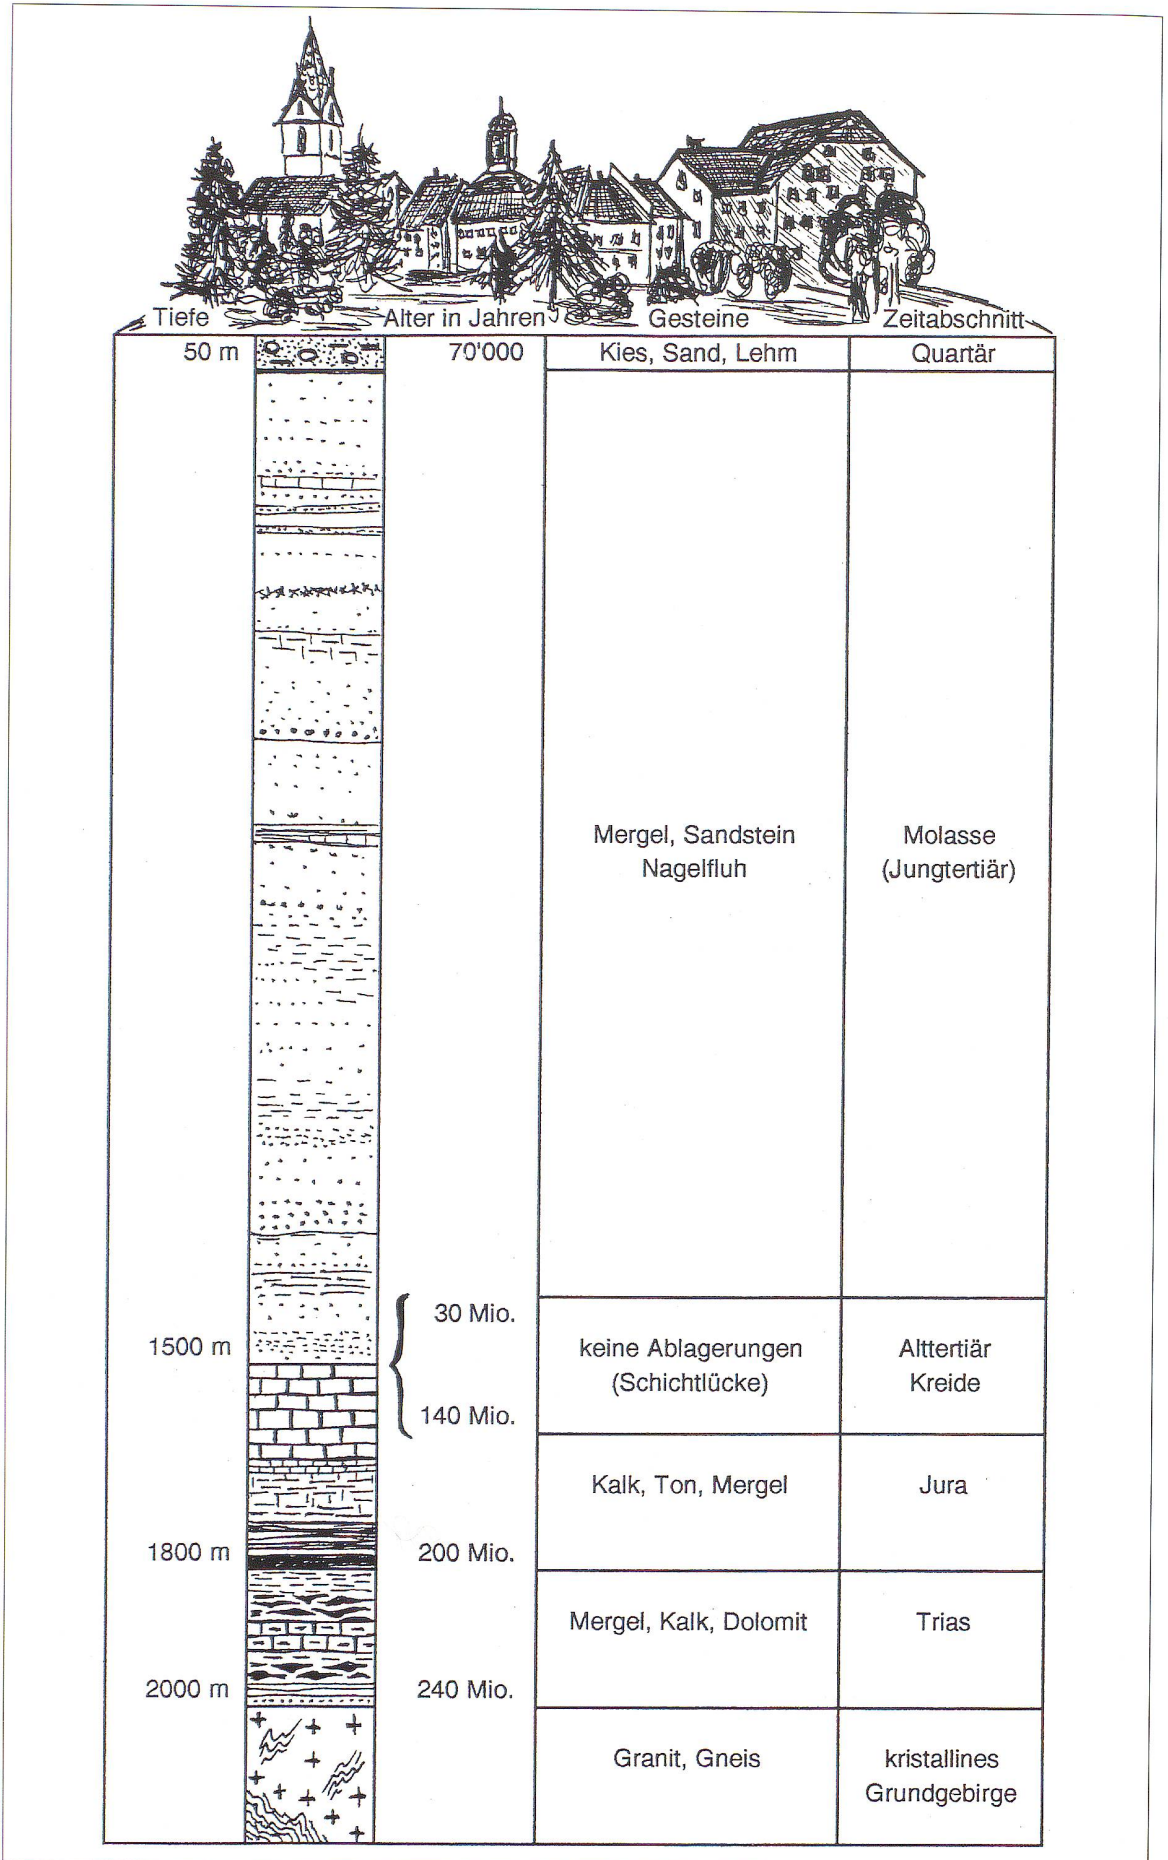 Tiefe Alter in Jahren Gesteine Zeitabschnitt
50 m 70'000 Kies, Sand, Lehm Quartär
Mergel, Sandstein Molasse
Nagelfluh (Jungtertiär)
30 Mio.
1500 m keine Ablagerungen Alttertiär
(Schichtlücke) Kreide
140 Mio.
Kalk, Ton, Mergel Jura
1800 m 200 Mio.
Mergel, Kalk, Dolomit Trias
2000 m 240 Mio.
Granit, Gneis kristallines
Grundgebirge